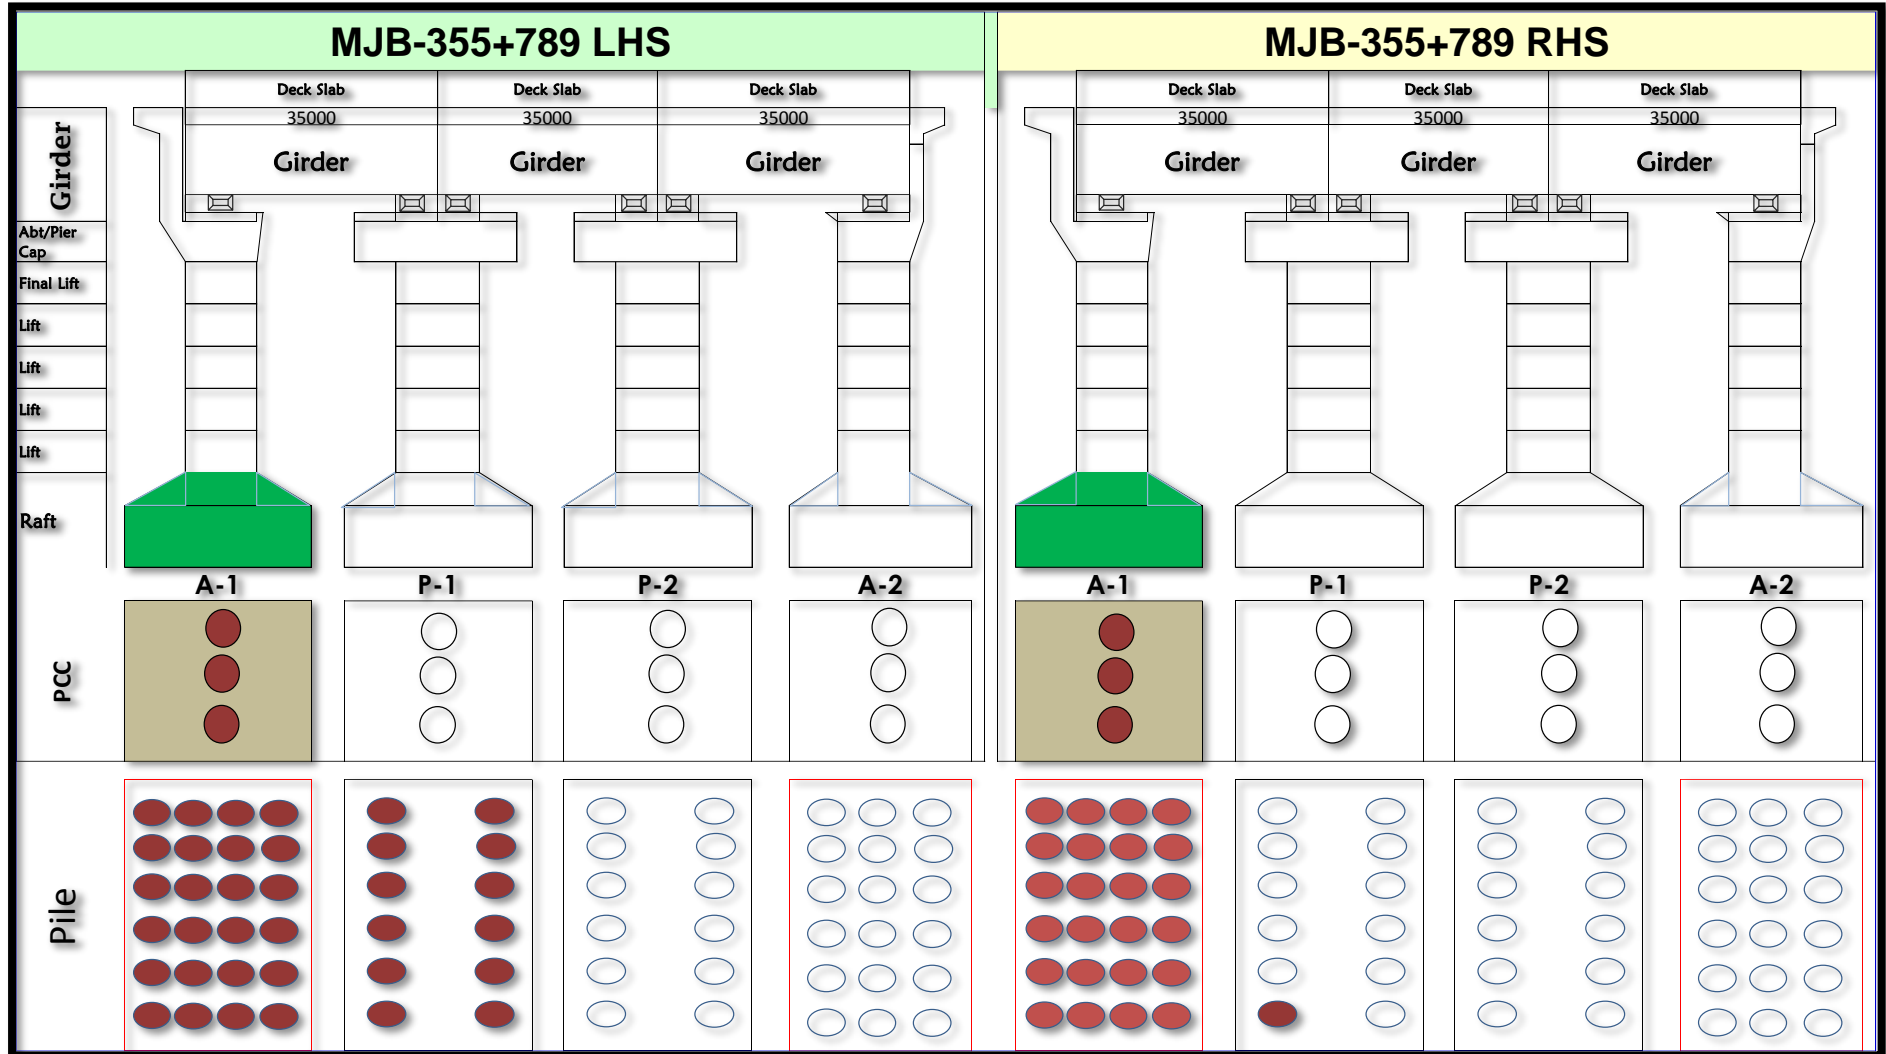 MJB-355+789 LHS
MJB-355+789 RHS
Deck Slab Deck Slab Deck Slab
Deck Slab Deck Slab Deck Slab
35000 35000 35000
35000 35000 35000
Girder
Girder Girder Girder
Girder Girder Girder
Abt/Pier
Cap
Final Lift
Lift
Lift
Lift
Lift
Raft
A-1 P-1 P-2 A-2
A-1 P-1 P-2 A-2
PCC
Pile